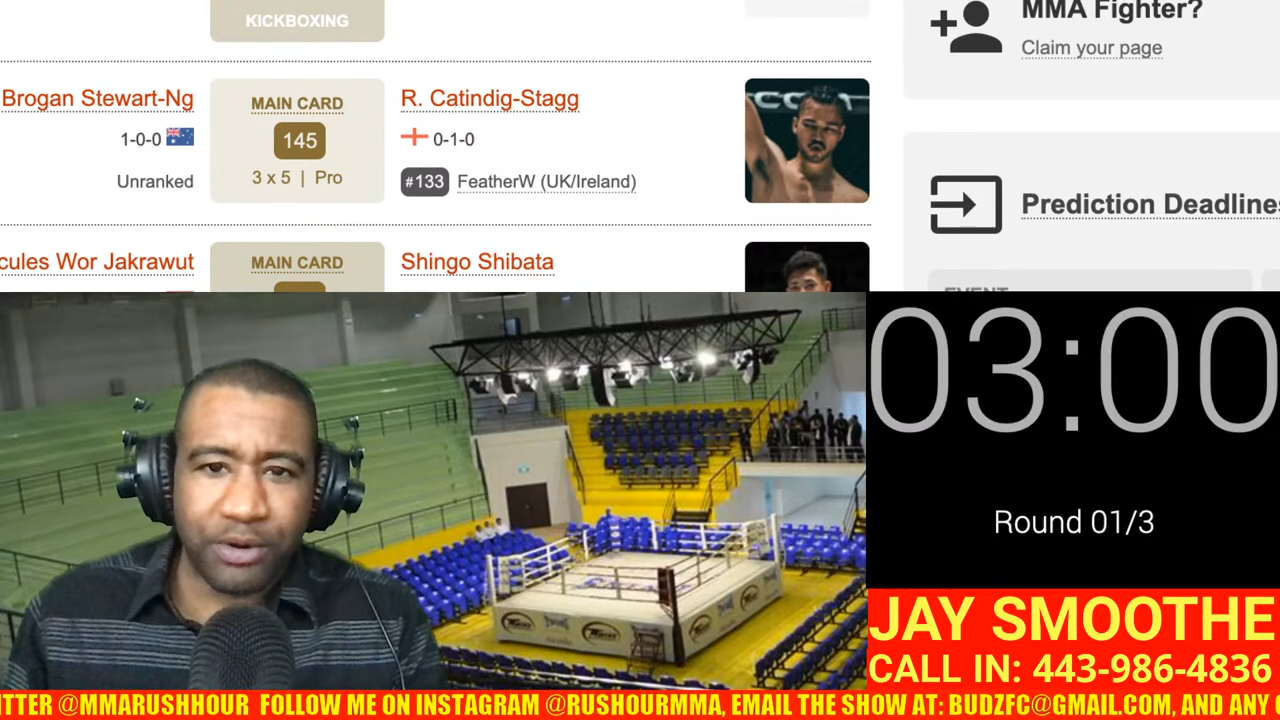 KICKBOXING
Brogan Stewart-Ng
1-0-0
Unranked
MAIN CARD
145
3 x 5 | Pro
R. Catindig-Stagg
0-1-0
#133 FeatherW (UK/Ireland)
cules Wor Jakrawut
MAIN CARD
Shingo Shibata
MMA Fighter?
Claim your page
Prediction Deadlines
03:00
Round 01/3
JAY SMOOTHE
CALL IN: 443-986-4836
ITTER @MMARUSHHOUR FOLLOW ME ON INSTAGRAM @RUSHOURMMA, EMAIL THE SHOW AT: BUDZFC@GMAIL.COM, AND ANY